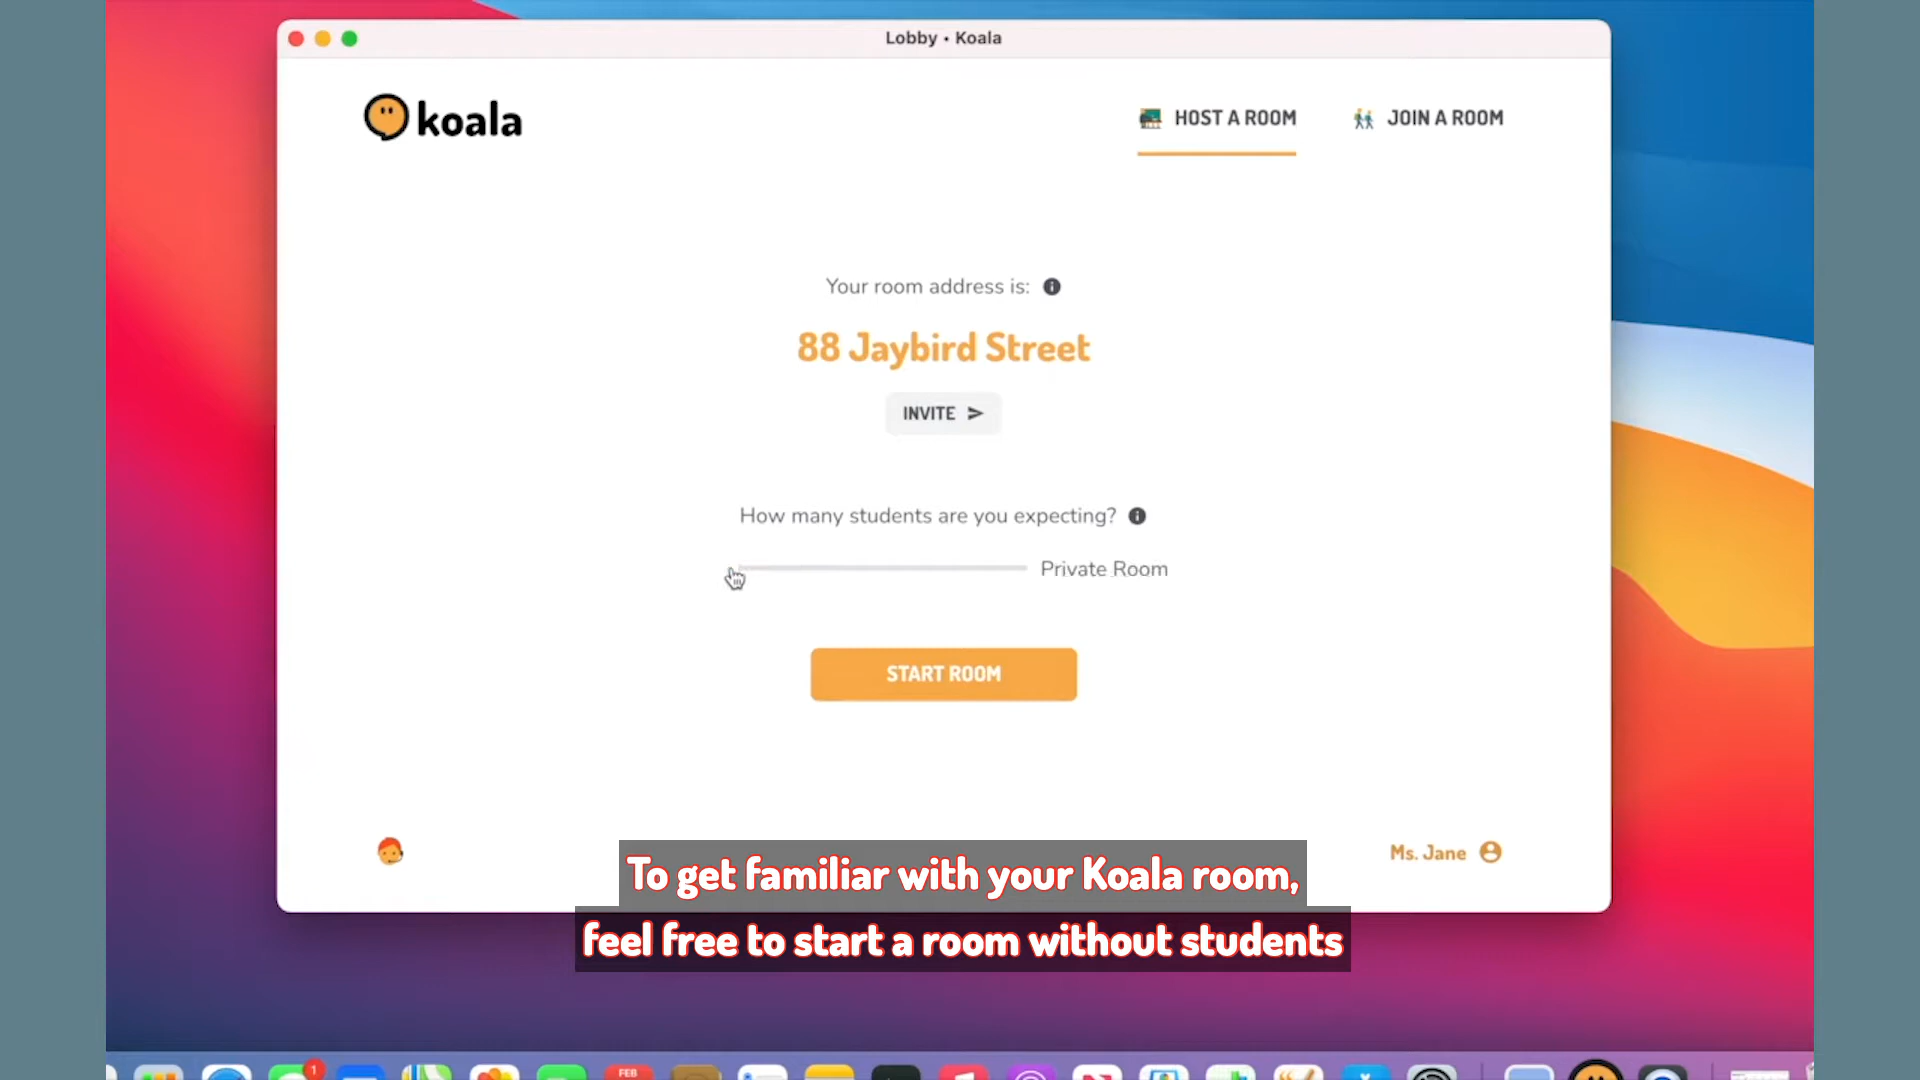 Lobby • Koala
koala
HOST A ROOM
JOIN A ROOM
Your room address is:
88 Jaybird Street
INVITE
How many students are you expecting?
Private Room
START ROOM
Ms. Jane
To get familiar with your Koala room,
feel free to start a room without students
1
FEB